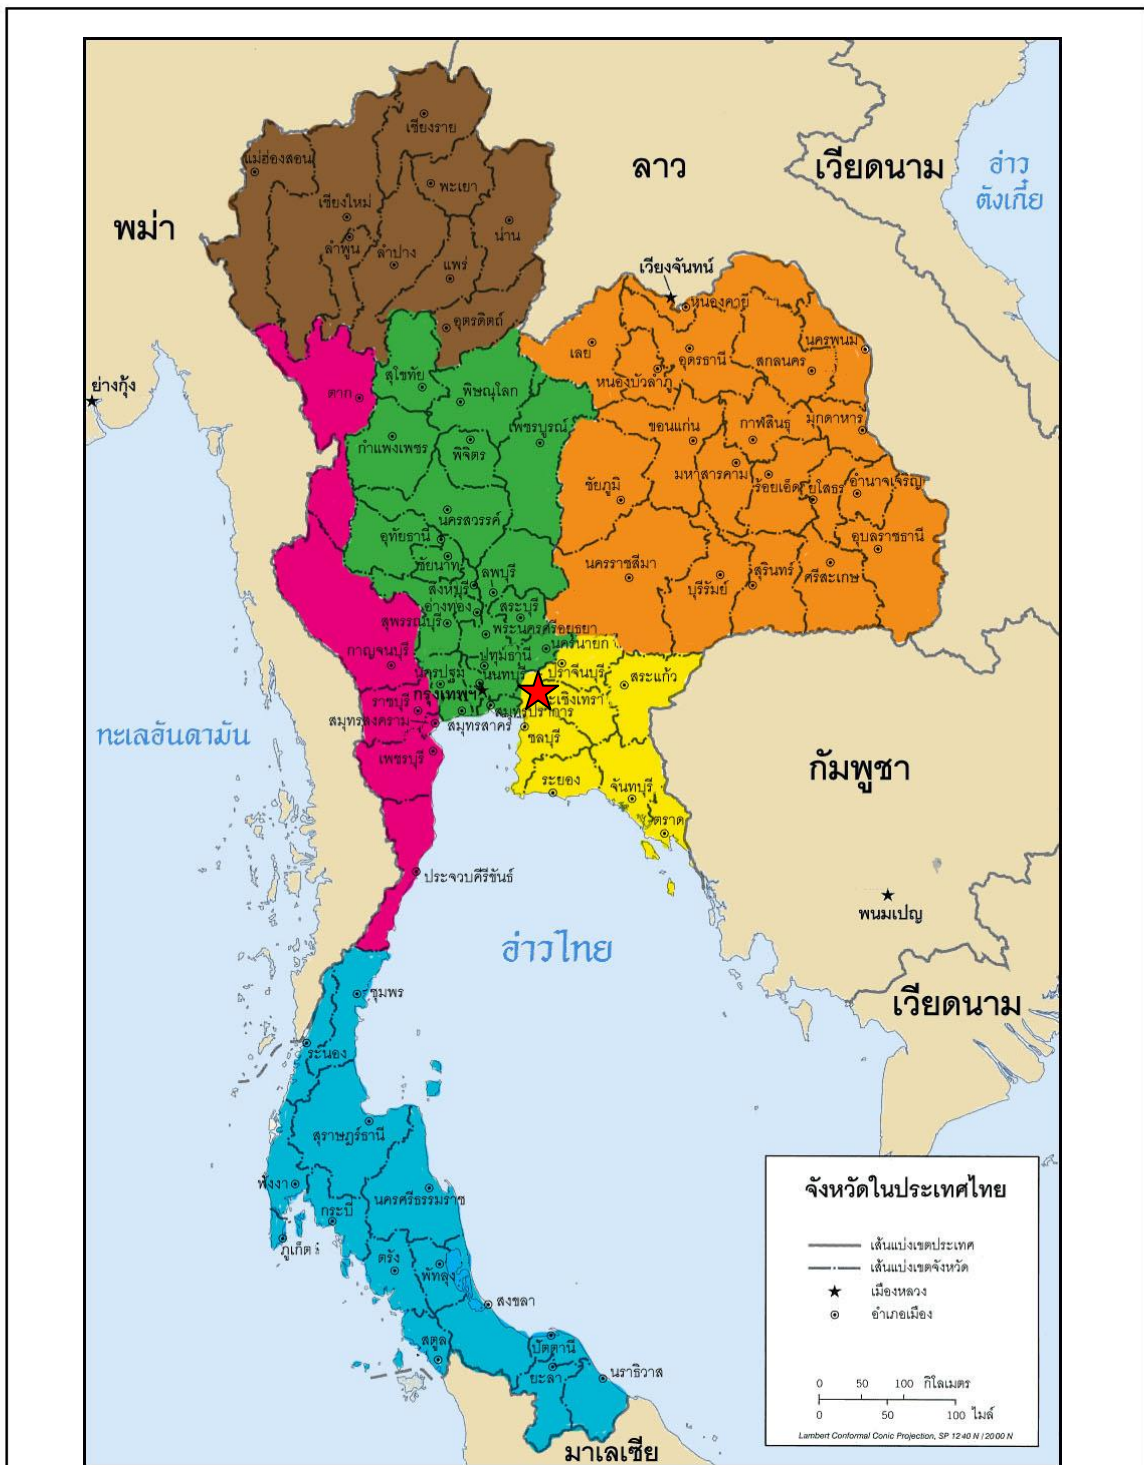 เชียงราย
แม่ฮ่องสอน
พะเยา
เชียงใหม่
น่าน
ลำพูน
ลำปาง
แพร่
อุตรดิตถ์
ลาว
เวียดนาม
อ่าว
ตังเกี๋ย
พม่า
เวียงจันทน์
หนองคาย
เลย
อุดรธานี
นครพนม
สกลนคร
หนองบัวลำภู
ย่างกุ้ง
ตาก
สุโขทัย
พิษณุโลก
เพชรบูรณ์
กำแพงเพชร
พิจิตร
ขอนแก่น
กาฬสินธุ์
มุกดาหาร
มหาสารคาม
ร้อยเอ็ด
ยโสธร
อำนาจเจริญ
ชัยภูมิ
นครสวรรค์
อุทัยธานี
ชัยนาท
อุบลราชธานี
นครราชสีมา
บุรีรัมย์
สุรินทร์
ศรีสะเกษ
ลพบุรี
สิงห์บุรี
อ่างทอง
สระบุรี
สุพรรณบุรี
พระนครศรีอยุธยา
นครนายก
กาญจนบุรี
ปทุมธานี
นครปฐม
นนทบุรี
ปราจีนบุรี
สระแก้ว
ราชบุรี
กรุงเทพฯ
ะเชิงเทรา
สมุทรสงคราม
สมุทรปราการ
สมุทรสาคร
ชลบุรี
เพชรบุรี
ระยอง
จันทบุรี
ตราด
ทะเลอันดามัน
กัมพูชา
ประจวบคีรีขันธ์
พนมเปญ
อ่าวไทย
เวียดนาม
ชุมพร
ระนอง
สุราษฎร์ธานี
พังงา
นครศรีธรรมราช
กระบี่
ภูเก็ต
ตรัง
พัทลุง
สงขลา
สตูล
ปัตตานี
ยะลา
นราธิวาส
มาเลเซีย
จังหวัดในประเทศไทย
เส้นแบ่งเขตประเทศ
เส้นแบ่งเขตจังหวัด
เมืองหลวง
อำเภอเมือง
0 50 100 กิโลเมตร
0 50 100 ไมล์
Lambert Conformal Conic Projection, SP 12 40 N / 20 00 N